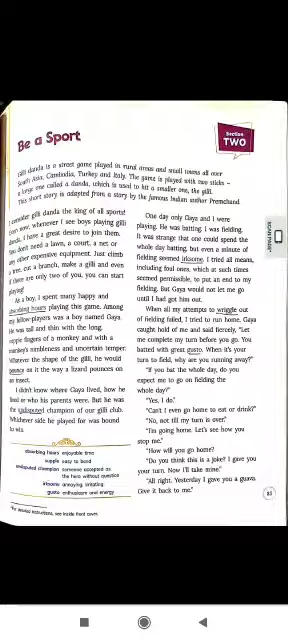 Be a Sport
Section
TWO
Gilli danda is a street game played in rural areas and small towns all over
South Asia, Cambodia, Turkey and Italy. The game is played with two sticks –
a large one called a danda, which is used to hit a smaller one, the gilli.
This short story is adapted from a story by the famous Indian author Premchand.
I consider gilli danda the king of all sports!
Even now, whenever I see boys playing gilli
danda, I have a great desire to join them.
You don't need a lawn, a court, a net or
any other expensive equipment. Just climb
a tree, cut a branch, make a gilli and even
if there are only two of you, you can start
playing!
As a boy, I spent many happy and
absorbing hours playing this game. Among
my fellow-players was a boy named Gaya.
He was tall and thin with the long,
supple fingers of a monkey and with a
monkey's nimbleness and uncertain temper.
Whatever the shape of the gilli, he would
pounce on it the way a lizard pounces on
an insect.
I didn't know where Gaya lived, how he
lived or who his parents were. But he was
the undisputed champion of our gilli club.
Whichever side he played for was bound
to win.
absorbing hours enjoyable time
supple easy to bend
undisputed champion someone accepted as
the hero without question
irksome annoying, irritating
gusto enthusiasm and energy
One day only Gaya and I were
playing. He was batting. I was fielding.
It was strange that one could spend the
whole day batting, but even a minute of
fielding seemed irksome. I tried all means,
including foul ones, which at such times
seemed permissible, to put an end to my
fielding. But Gaya would not let me go
until I had got him out.
When all my attempts to wriggle out
of fielding failed, I tried to run home. Gaya
caught hold of me and said fiercely, "Let
me complete my turn before you go. You
batted with great gusto. When it's your
turn to field, why are you running away?"
"If you bat the whole day, do you
expect me to go on fielding the
whole day?"
"Yes, I do."
"Can't I even go home to eat or drink?"
"No, not till my turn is over."
"I'm going home. Let's see how you
stop me."
"How will you go home?
"Do you think this is a joke? I gave you
your turn. Now I'll take mine."
"All right. Yesterday I gave you a guava.
Give it back to me."